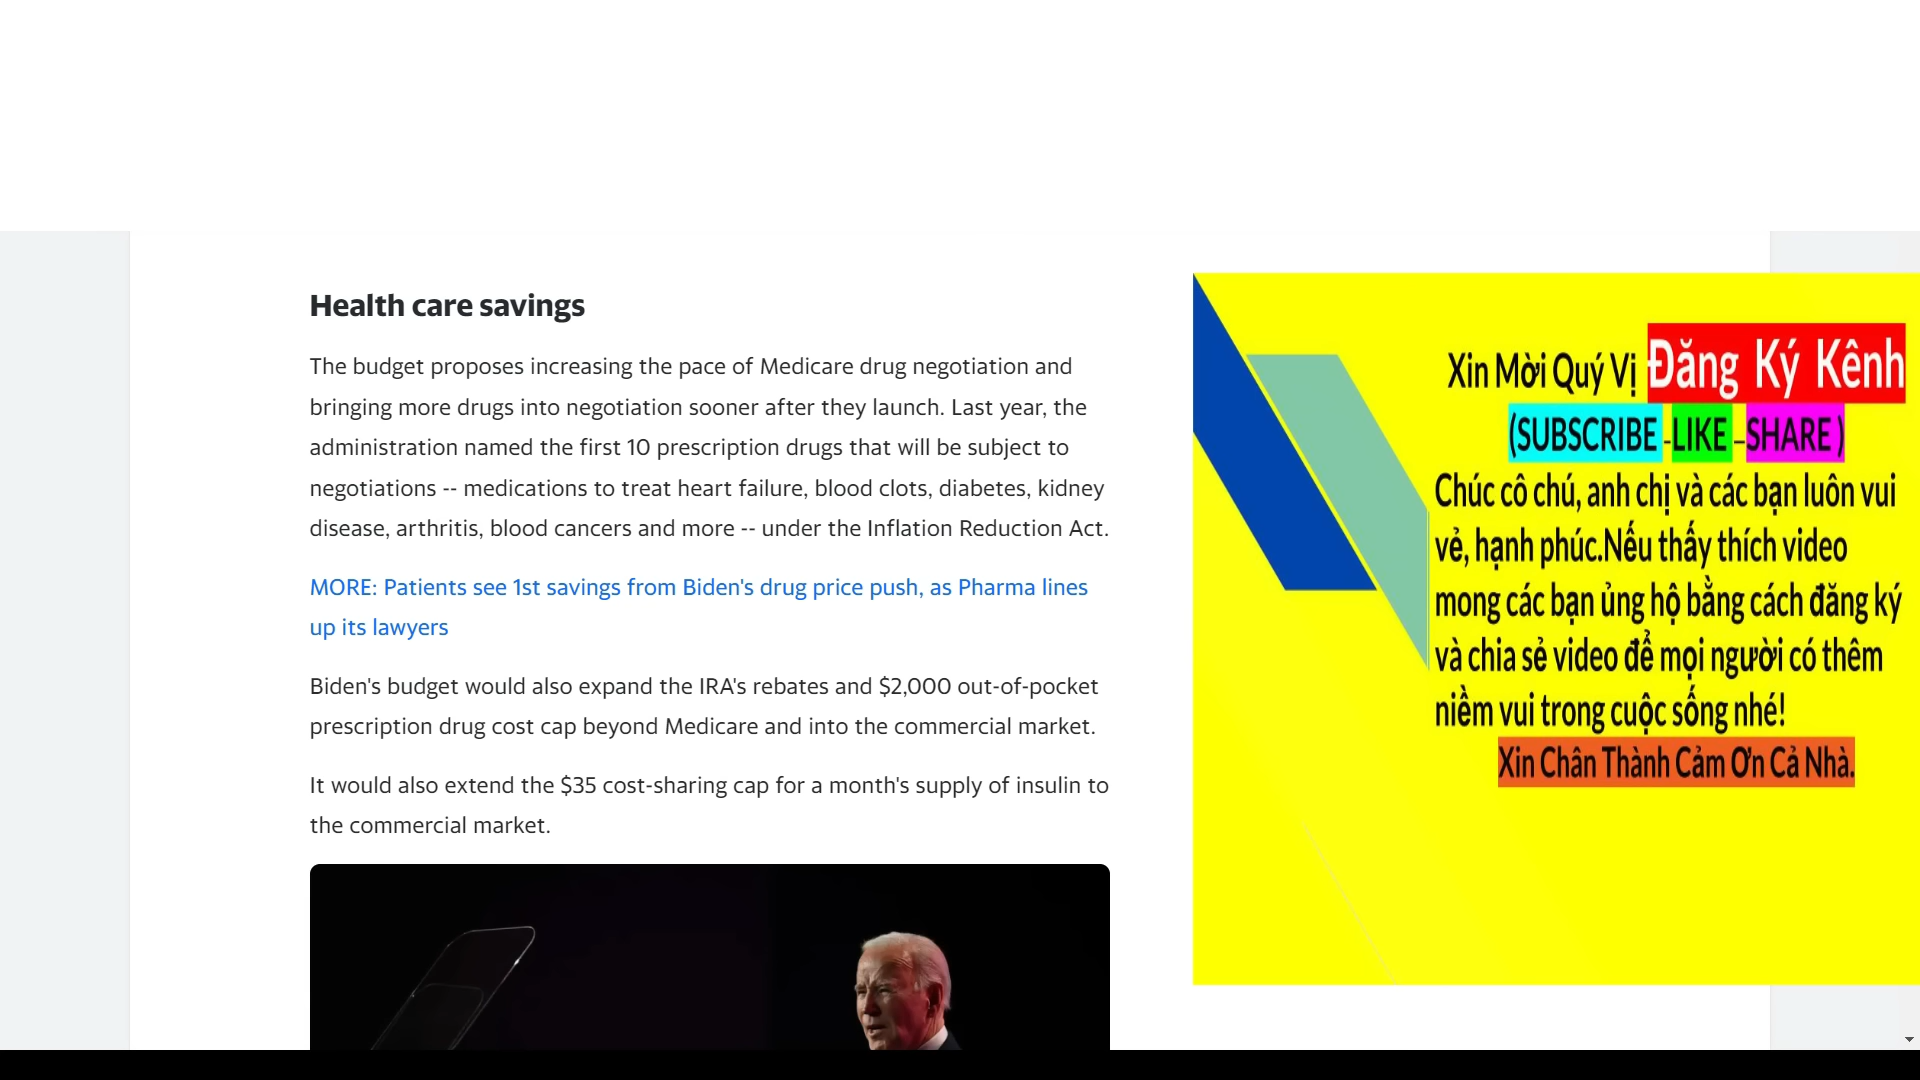 Health care savings
The budget proposes increasing the pace of Medicare drug negotiation and
bringing more drugs into negotiation sooner after they launch. Last year, the
administration named the first 10 prescription drugs that will be subject to
negotiations -- medications to treat heart failure, blood clots, diabetes, kidney
disease, arthritis, blood cancers and more -- under the Inflation Reduction Act.
MORE: Patients see 1st savings from Biden's drug price push, as Pharma lines
up its lawyers
Biden's budget would also expand the IRA's rebates and $2,000 out-of-pocket
prescription drug cost cap beyond Medicare and into the commercial market.
It would also extend the $35 cost-sharing cap for a month's supply of insulin to
the commercial market.
Xin Mời Quý Vị Đăng Ký Kênh
(SUBSCRIBE -LIKE –SHARE )
Chúc cô chú, anh chị và các bạn luôn vui
vẻ, hạnh phúc.Nếu thấy thích video
mong các bạn ủng hộ bằng cách đăng ký
và chia sẻ video để mọi người có thêm
niềm vui trong cuộc sống nhé!
Xin Chân Thành Cảm Ơn Cả Nhà.